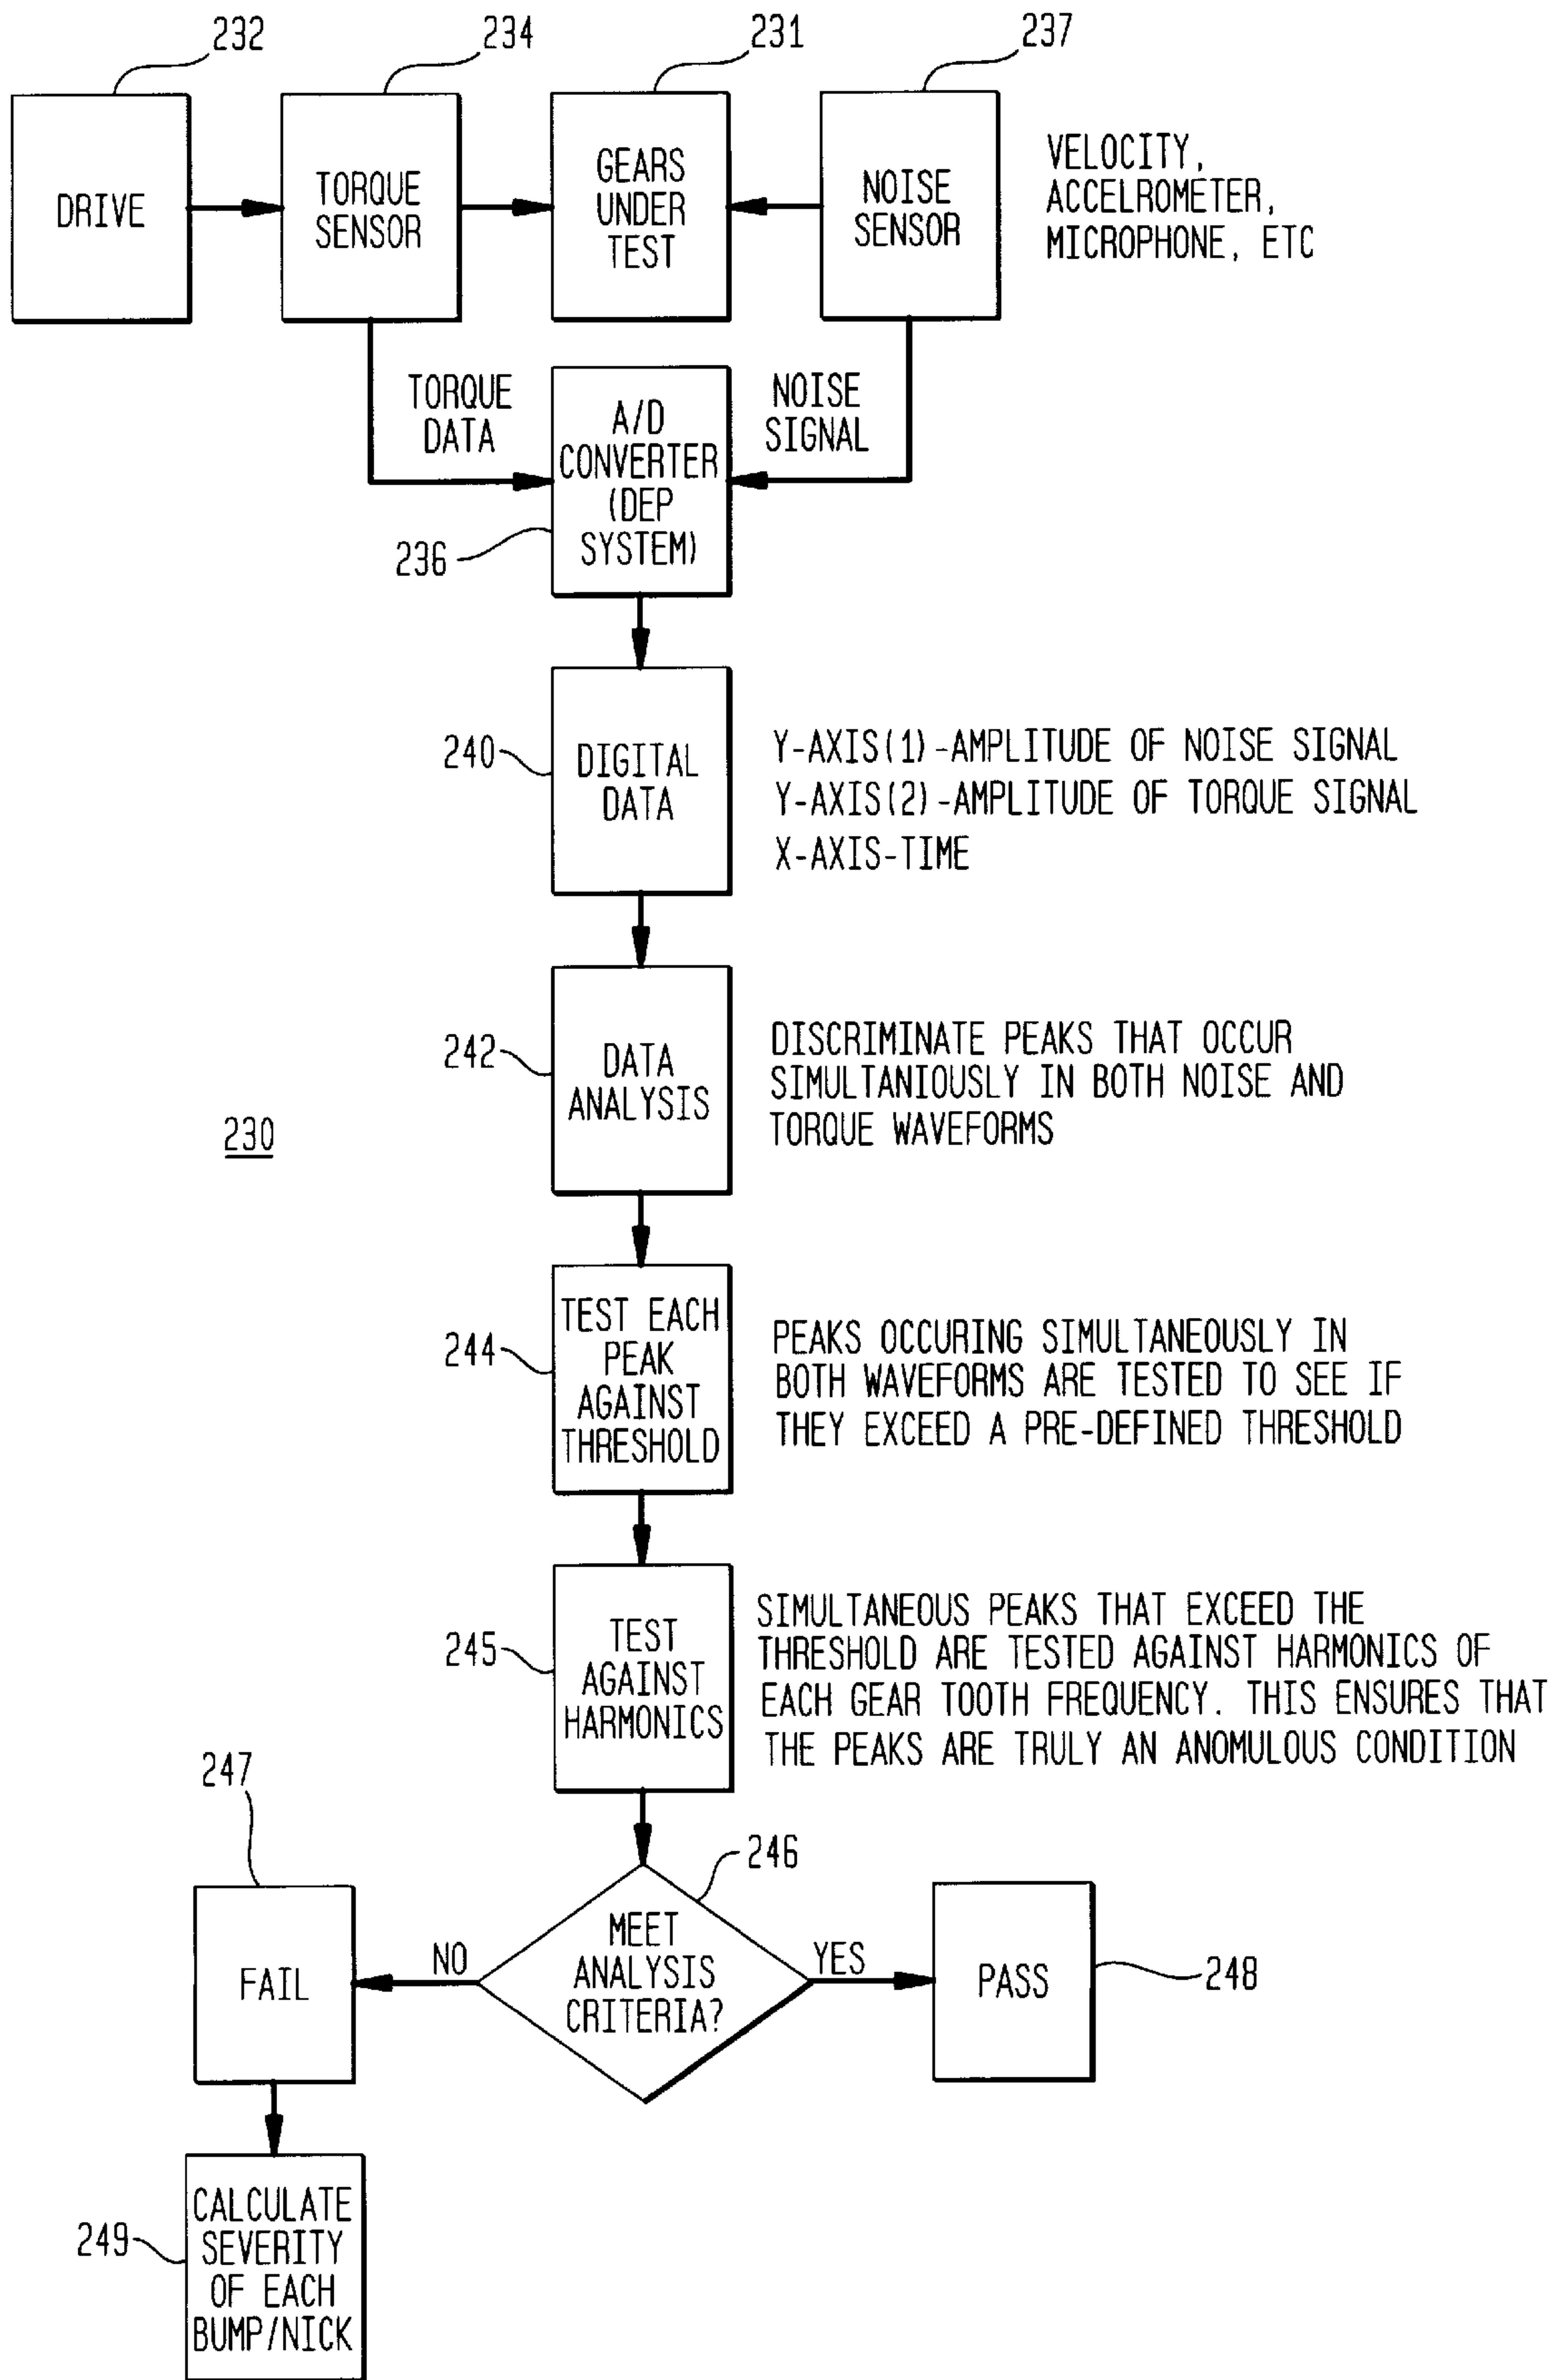 232
234
231
237
DRIVE
TORQUE
SENSOR
GEARS
UNDER
TEST
NOISE
SENSOR
VELOCITY,
ACCELROMETER,
MICROPHONE, ETC
TORQUE
DATA
A/D
CONVERTER
(DEP
SYSTEM)
NOISE
SIGNAL
236
240
DIGITAL
DATA
Y-AXIS(1)-AMPLITUDE OF NOISE SIGNAL
Y-AXIS(2)-AMPLITUDE OF TORQUE SIGNAL
X-AXIS-TIME
242
DATA
ANALYSIS
DISCRIMINATE PEAKS THAT OCCUR
SIMULTANIOUSLY IN BOTH NOISE AND
TORQUE WAVEFORMS
230
244
TEST EACH
PEAK
AGAINST
THRESHOLD
PEAKS OCCURING SIMULTANEOUSLY IN
BOTH WAVEFORMS ARE TESTED TO SEE IF
THEY EXCEED A PRE-DEFINED THRESHOLD
245
TEST
AGAINST
HARMONICS
SIMULTANEOUS PEAKS THAT EXCEED THE
THRESHOLD ARE TESTED AGAINST HARMONICS OF
EACH GEAR TOOTH FREQUENCY. THIS ENSURES THAT
THE PEAKS ARE TRULY AN ANOMULOUS CONDITION
247
246
FAIL
NO
MEET
ANALYSIS
CRITERIA?
YES
PASS
248
249
CALCULATE
SEVERITY
OF EACH
BUMP/NICK